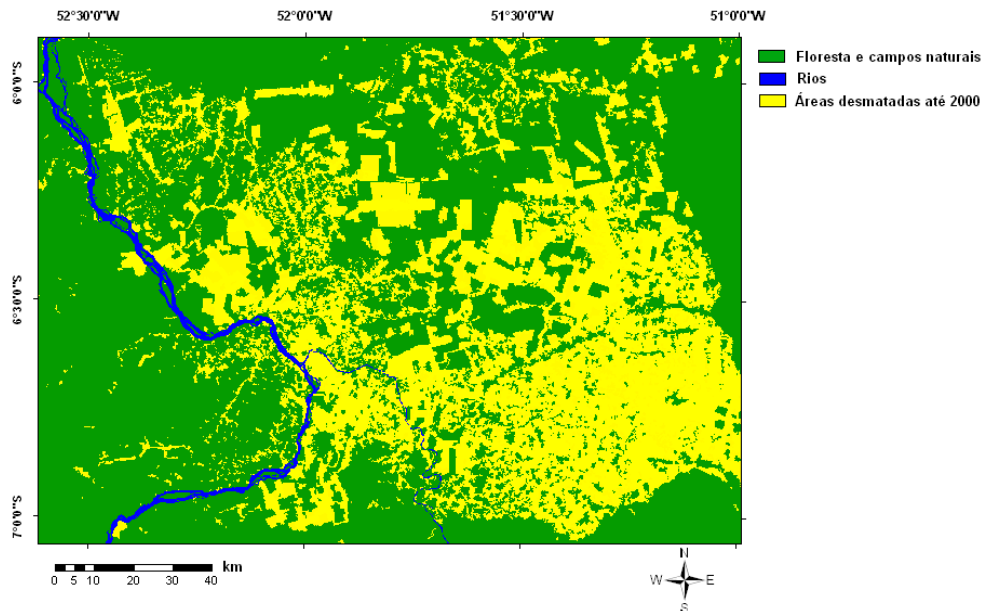 52°30'0"W 52°0'0"W 51°30'0"W 51°0'0"W
6°0'0"S
6°30'0"S
7°0'0"S
Floresta e campos naturais
Rios
Áreas desmatadas até 2000
km
0 5 10 20 30 40
N
W E
S